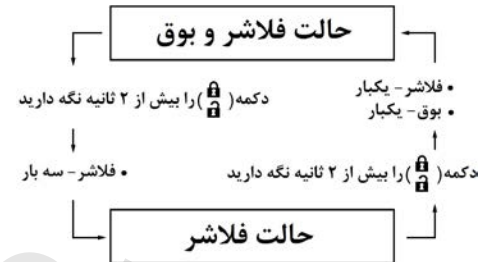 حالت فلاشر و بوق
• فلاشر - یکبار
• بوق - یکبار
دکمه( )را بیش از ۲ ثانیه نگه دارید
• فلاشر - سه بار
دکمه( )را بیش از ۲ ثانیه نگه دارید
حالت فلاشر